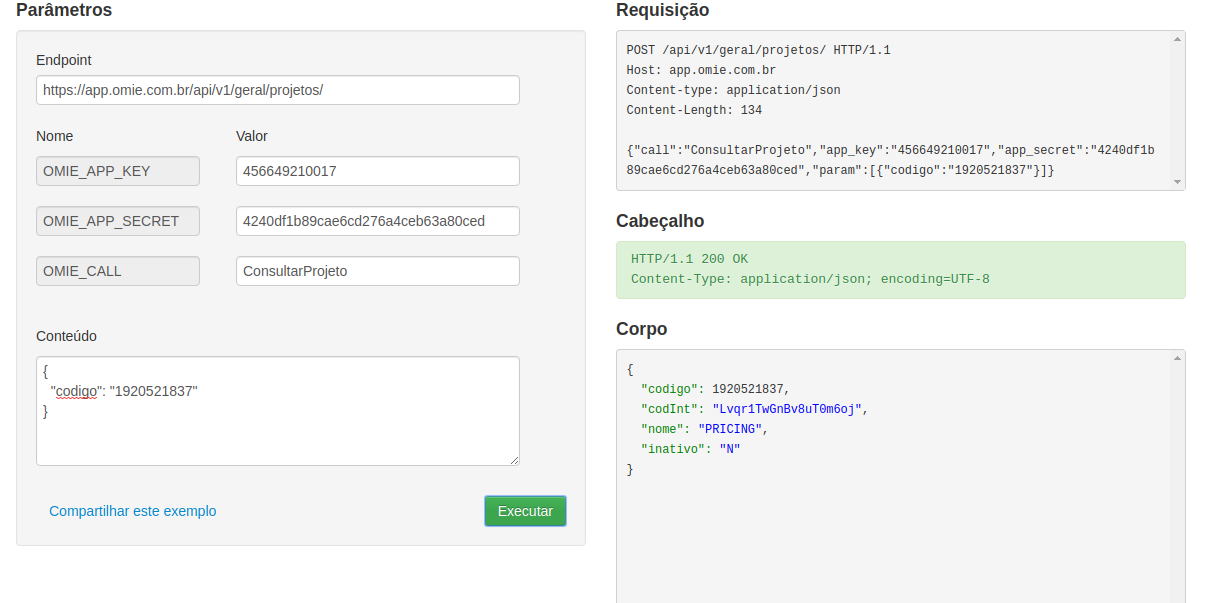 Parâmetros
Endpoint
https://app.omie.com.br/api/v1/geral/projetos/
Nome Valor
OMIE_APP_KEY 456649210017
OMIE_APP_SECRET 4240df1b89cae6cd276a4ceb63a80ced
OMIE_CALL ConsultarProjeto
Conteúdo
{
"codigo": "1920521837"
}
Compartilhar este exemplo Executar
Requisição
POST /api/v1/geral/projetos/ HTTP/1.1
Host: app.omie.com.br
Content-type: application/json
Content-Length: 134
{"call":"ConsultarProjeto","app_key":"456649210017","app_secret":"4240df1b
89cae6cd276a4ceb63a80ced","param":[{"codigo":"1920521837"}]}
Cabeçalho
HTTP/1.1 200 OK
Content-Type: application/json; encoding=UTF-8
Corpo
{
"codigo": 1920521837,
"codInt": "Lvqr1TwGnBv8uT0m6oj",
"nome": "PRICING",
"inativo": "N"
}